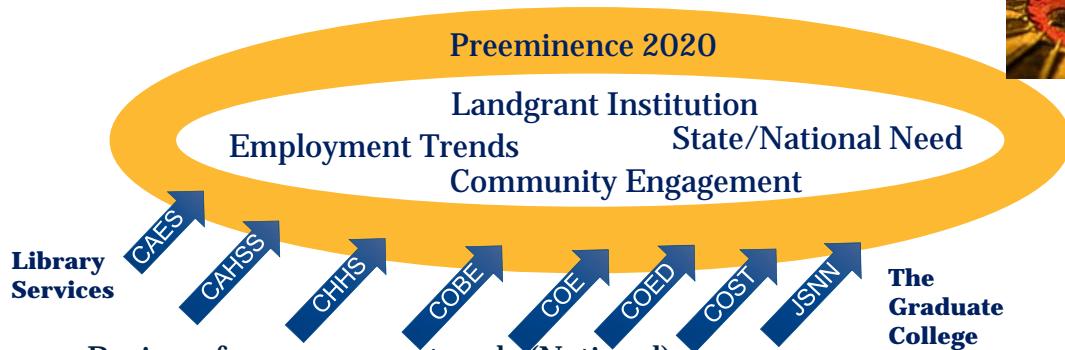 Preeminence 2020
Landgrant Institution
Employment Trends
State/National Need
Community Engagement
CAES
CAHSS
CHHS
COBE
COE
COED
COST
JSNN
Library
Services
The
Graduate
College
(National)